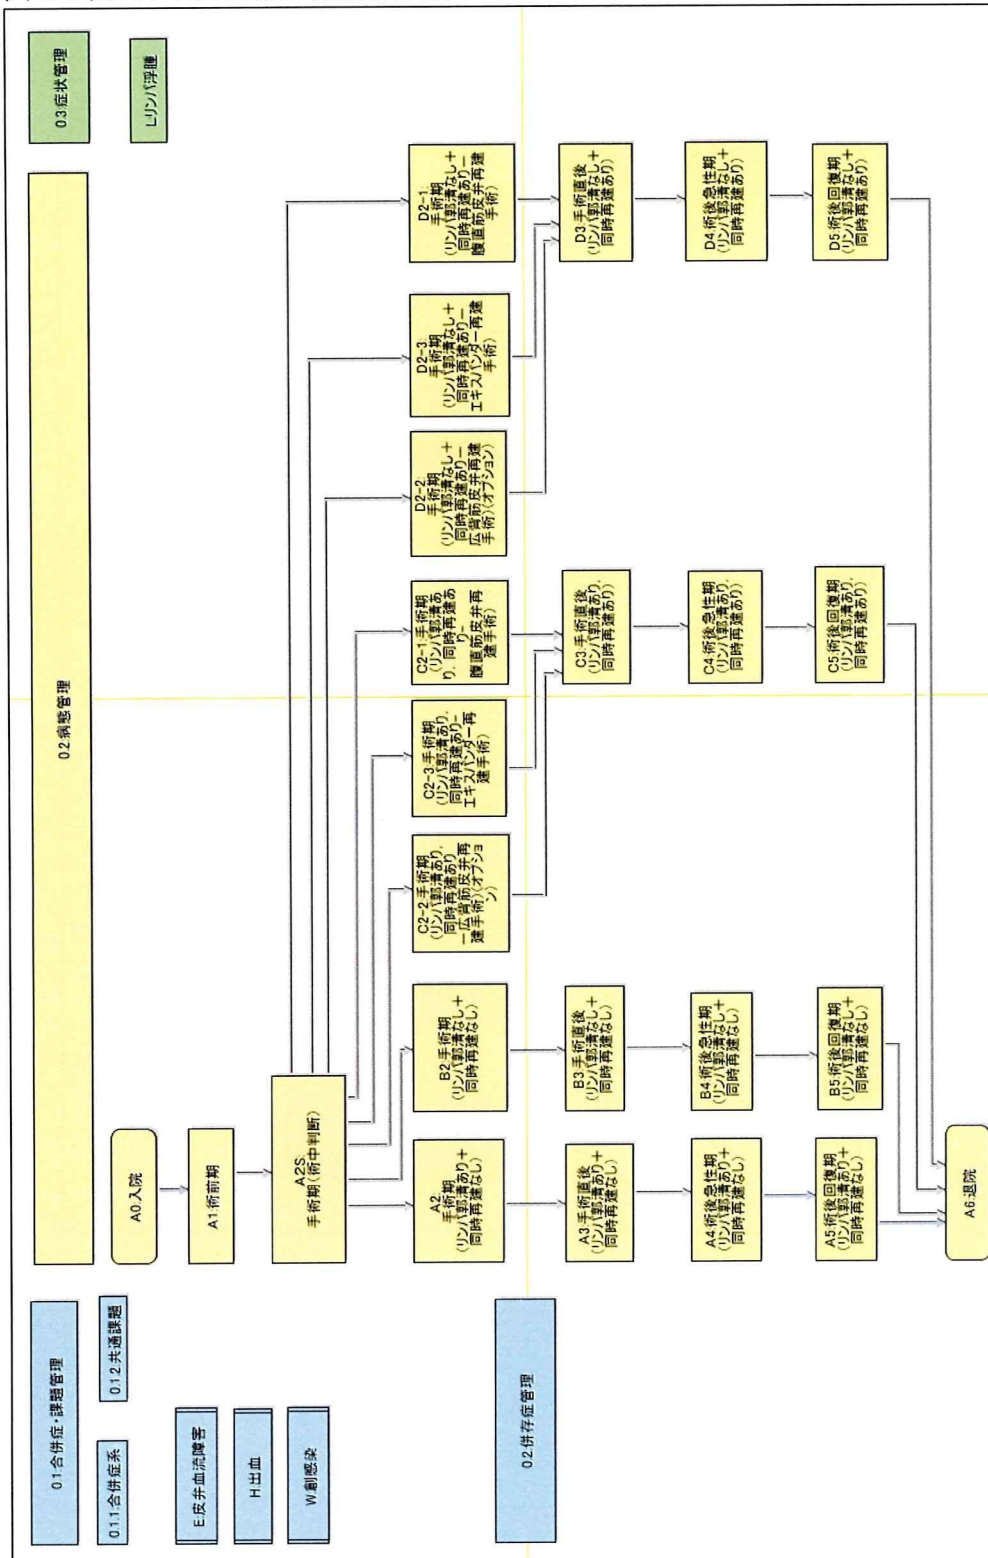 0.1:合併症・課題管理
0.1.1:合併症系
0.1.2:共通課題
E:皮弁血流障害
H:出血
W:創感染
0.2:併存症管理
0.2:病態管理
A0:入院
A1:術前期
A2S:
手術期(術中判断)
A2:
手術期
(リンパ郭清あり+
同時再建なし)
B2:手術期
(リンパ郭清なし+
同時再建なし)
C2-2:手術期
(リンパ郭清あり,
同時再建あり
ー広背筋皮弁再
建手術)(オプショ
ン)
C2-3:手術期
(リンパ郭清あり,
同時再建ありー
エキスパンダー再
建手術)
C2-1:手術期
(リンパ郭清あ
り, 同時再建あ
りー
腹直筋皮弁再
建手術)
D2-2:
手術期
(リンパ郭清なし+
同時再建ありー
広背筋皮弁再建
手術)(オプション)
D2-3:
手術期
(リンパ郭清なし+
同時再建ありー
エキスパンダー再建
手術)
D2-1:
手術期
(リンパ郭清なし+
同時再建ありー
腹直筋皮弁再建
手術)
A3:手術直後
(リンパ郭清あり+
同時再建なし)
B3:手術直後
(リンパ郭清なし+
同時再建なし)
C3:手術直後
(リンパ郭清あり,
同時再建あり)
D3:手術直後
(リンパ郭清なし+
同時再建あり)
A4:術後急性期
(リンパ郭清あり+
同時再建なし)
B4:術後急性期
(リンパ郭清なし+
同時再建なし)
C4:術後急性期
(リンパ郭清あり,
同時再建あり)
D4:術後急性期
(リンパ郭清なし+
同時再建あり)
A5:術後回復期
(リンパ郭清あり+
同時再建なし)
B5:術後回復期
(リンパ郭清なし+
同時再建なし)
C5:術後回復期
(リンパ郭清あり,
同時再建あり)
D5:術後回復期
(リンパ郭清なし+
同時再建あり)
A6:退院
0.3:症状管理
L:リンパ浮腫